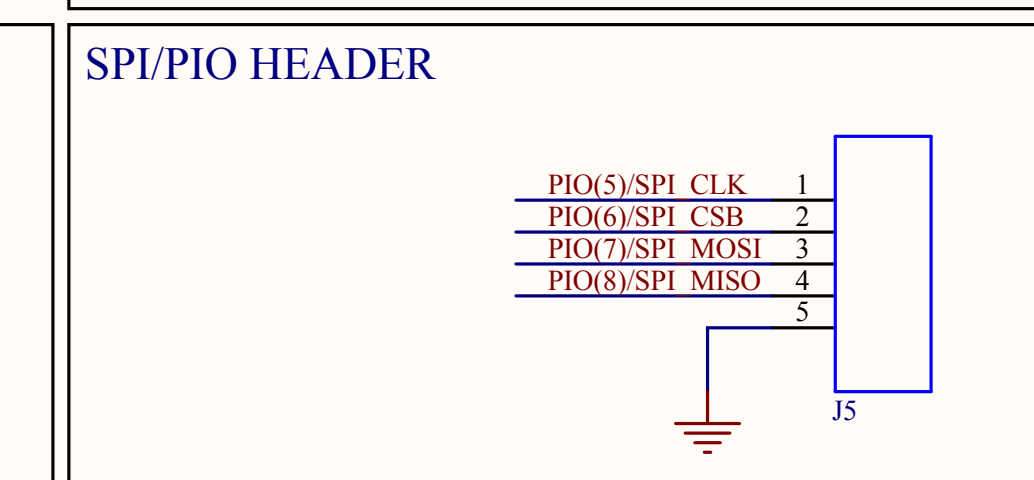 SPI/PIO HEADER
PIO(5)/SPI_CLK 1
PIO(6)/SPI_CSB 2
PIO(7)/SPI_MOSI 3
PIO(8)/SPI_MISO 4
5
J5